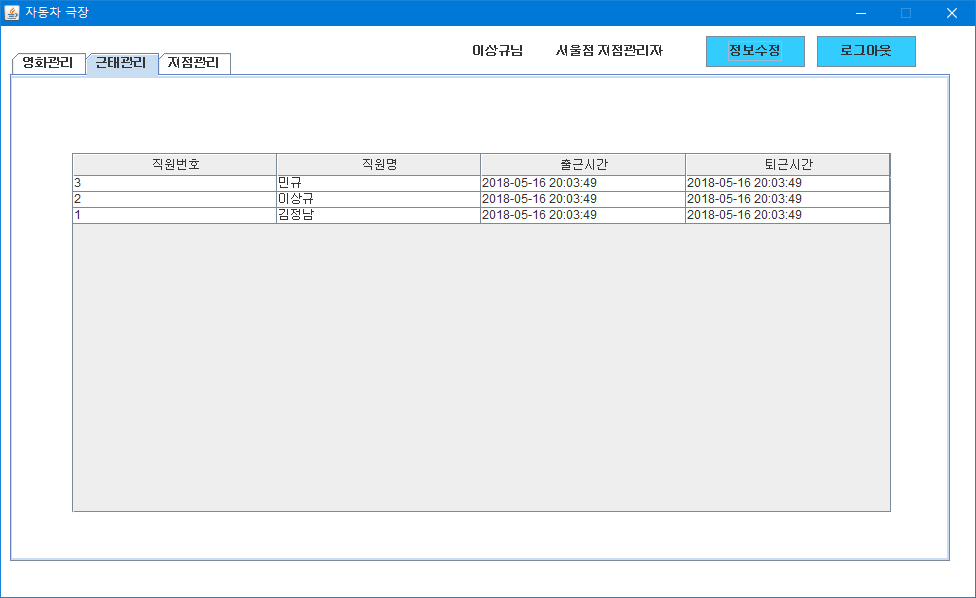 자동차 극장
이상규님 서울점 지점관리자 정보수정 로그아웃
영화관리 근태관리 지점관리
직원번호 직원명 출근시간 퇴근시간
3 민규 2018-05-16 20:03:49 2018-05-16 20:03:49
2 이상규 2018-05-16 20:03:49 2018-05-16 20:03:49
1 김정남 2018-05-16 20:03:49 2018-05-16 20:03:49